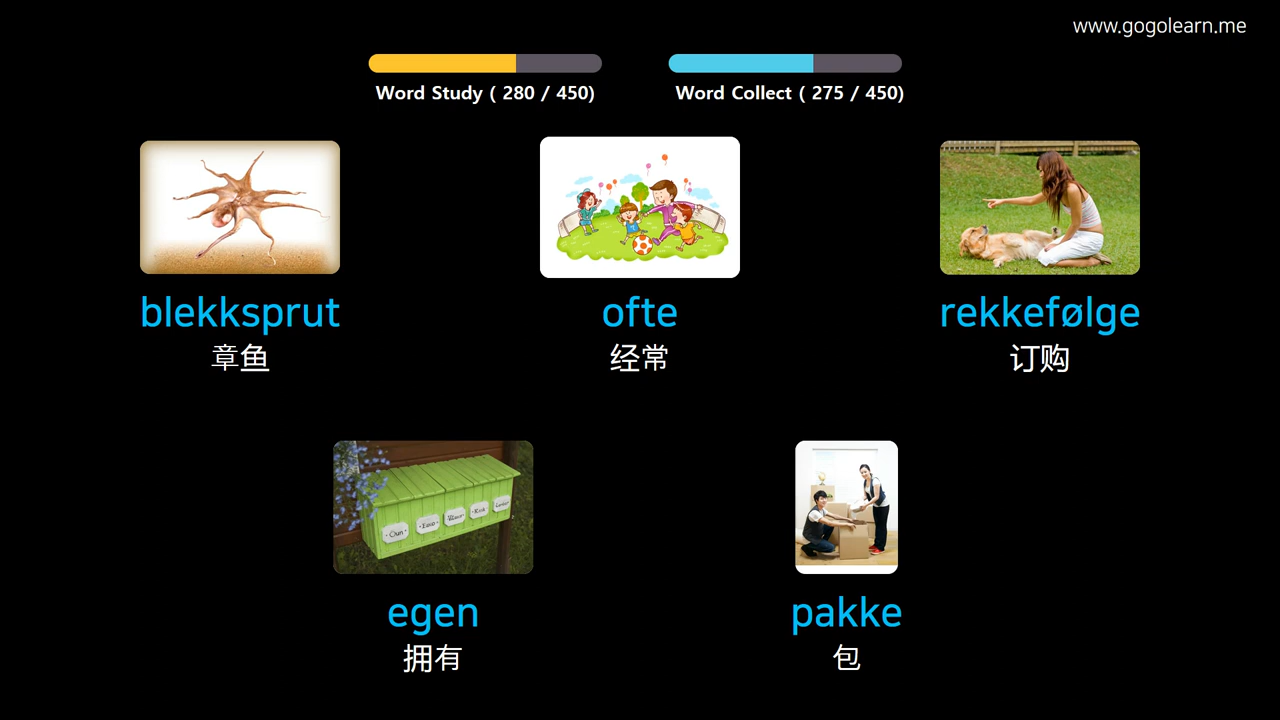 www.gogolearn.me
Word Study ( 280 / 450)
Word Collect ( 275 / 450)
blekksprut
章鱼
ofte
经常
rekkefølge
订购
egen
拥有
pakke
包